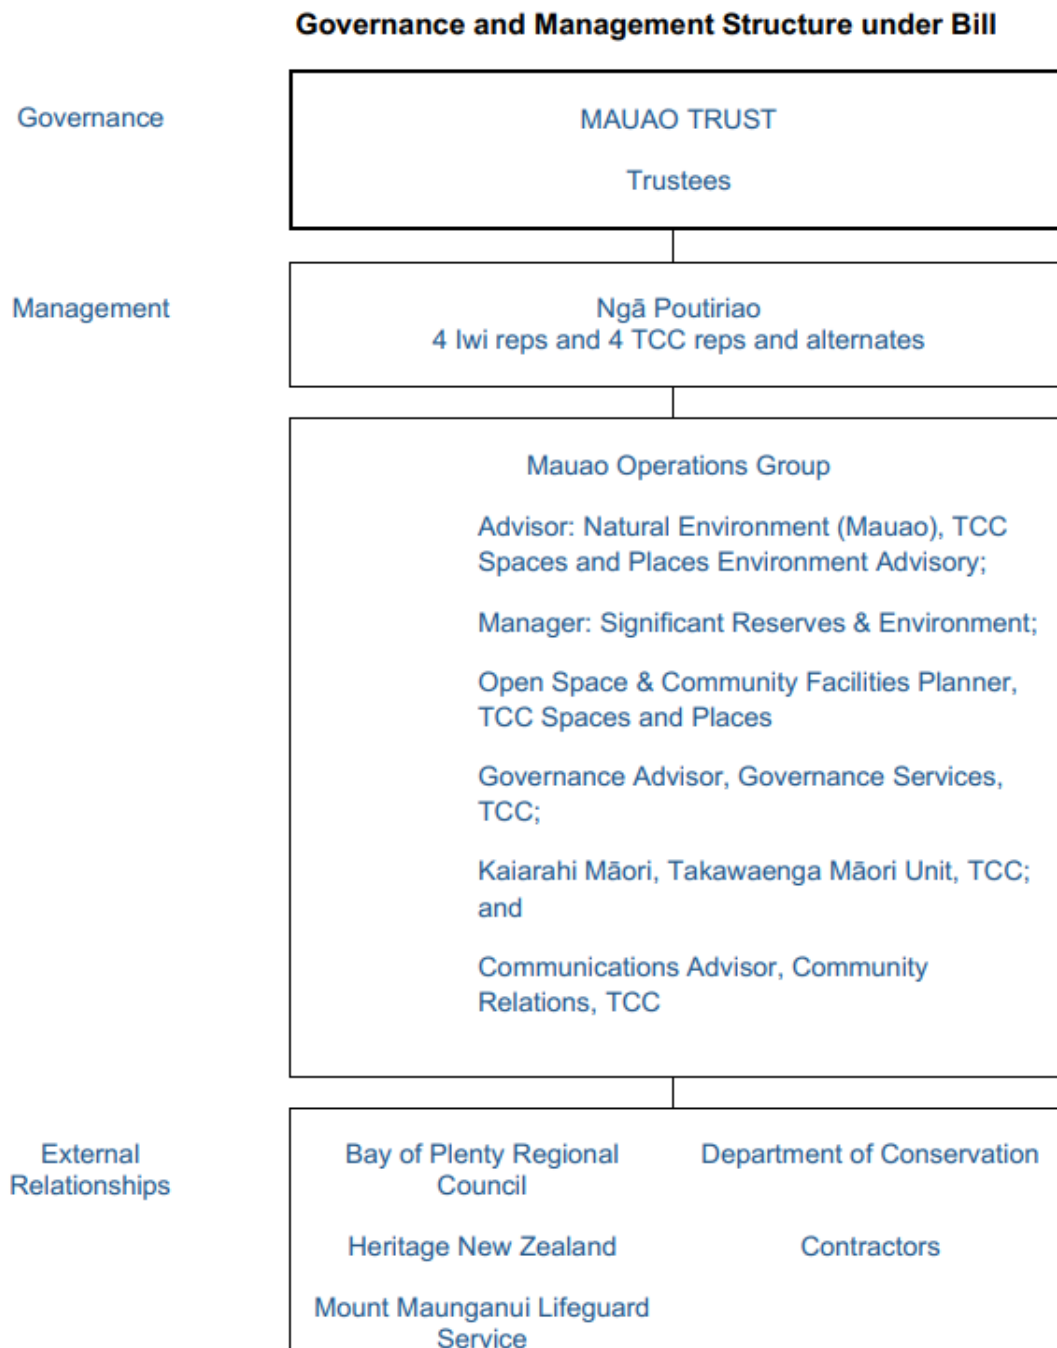 Governance and Management Structure under Bill
Governance
MAUAO TRUST
Trustees
Management
Ngā Poutiriao
4 Iwi reps and 4 TCC reps and alternates
Mauao Operations Group
Advisor: Natural Environment (Mauao), TCC
Spaces and Places Environment Advisory;
Manager: Significant Reserves & Environment;
Open Space & Community Facilities Planner,
TCC Spaces and Places
Governance Advisor, Governance Services,
TCC;
Kaiarahi Māori, Takawaenga Māori Unit, TCC;
and
Communications Advisor, Community
Relations, TCC
External
Relationships
Bay of Plenty Regional
Council
Department of Conservation
Heritage New Zealand
Contractors
Mount Maunganui Lifeguard
Service